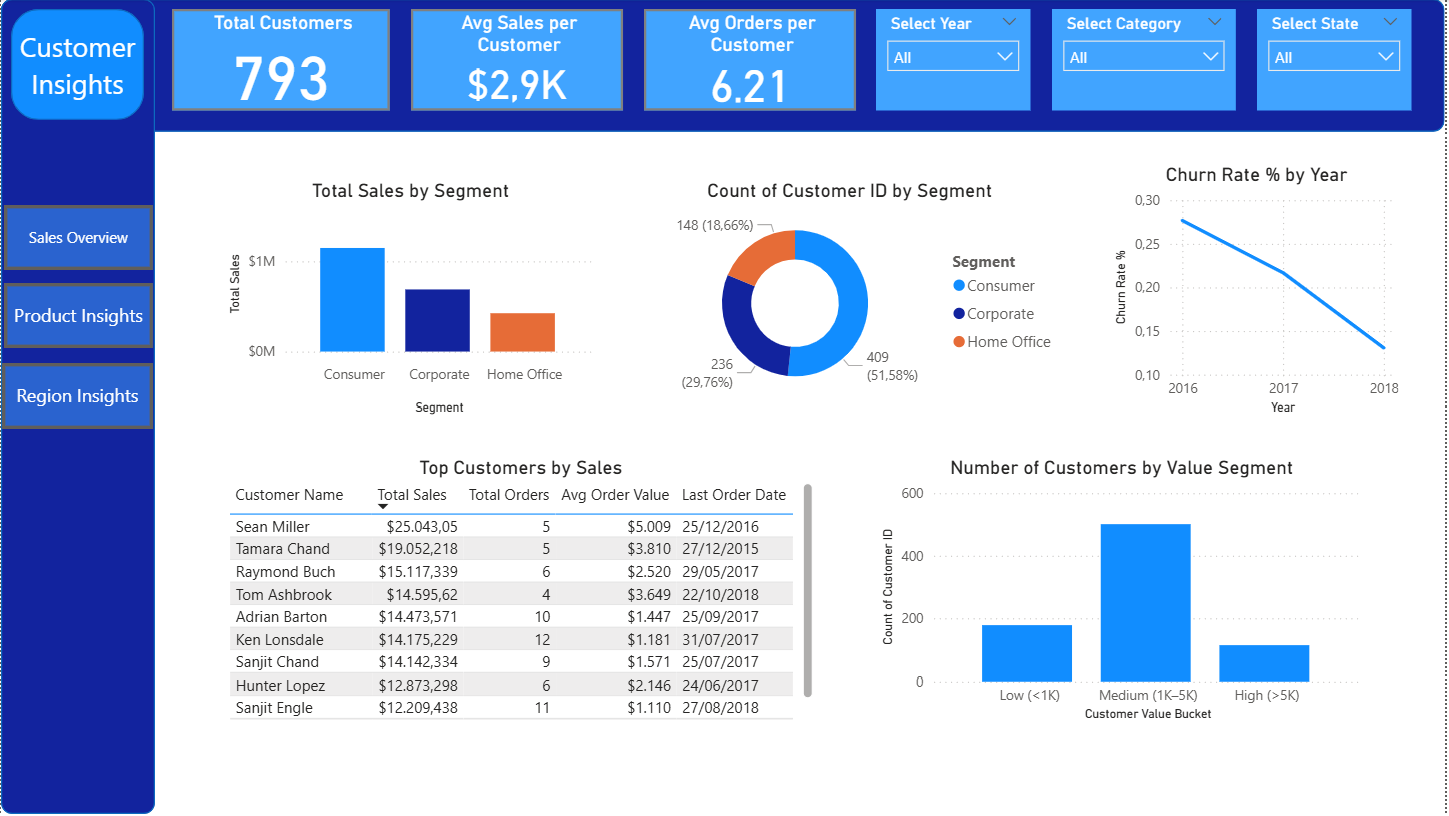 Customer
Insights
Total Customers
793
Avg Sales per
Customer
$2,9K
Avg Orders per
Customer
6.21
Select Year
All
Select Category
All
Select State
All
Sales Overview
Product Insights
Region Insights
Total Sales by Segment
Total Sales
$1M
$0M
Consumer Corporate Home Office
Segment
Count of Customer ID by Segment
148 (18,66%)
236
(29,76%)
409
(51,58%)
Segment
Consumer
Corporate
Home Office
Churn Rate % by Year
Churn Rate %
0,30
0,25
0,20
0,15
0,10
2016 2017 2018
Year
Top Customers by Sales
Customer Name Total Sales Total Orders Avg Order Value Last Order Date
Sean Miller $25.043,05 5 $5.009 25/12/2016
Tamara Chand $19.052,218 5 $3.810 27/12/2015
Raymond Buch $15.117,339 6 $2.520 29/05/2017
Tom Ashbrook $14.595,62 4 $3.649 22/10/2018
Adrian Barton $14.473,571 10 $1.447 25/09/2017
Ken Lonsdale $14.175,229 12 $1.181 31/07/2017
Sanjit Chand $14.142,334 9 $1.571 25/07/2017
Hunter Lopez $12.873,298 6 $2.146 24/06/2017
Sanjit Engle $12.209,438 11 $1.110 27/08/2018
Number of Customers by Value Segment
Count of Customer ID
600
400
200
0
Low (<1K) Medium (1K–5K) High (>5K)
Customer Value Bucket